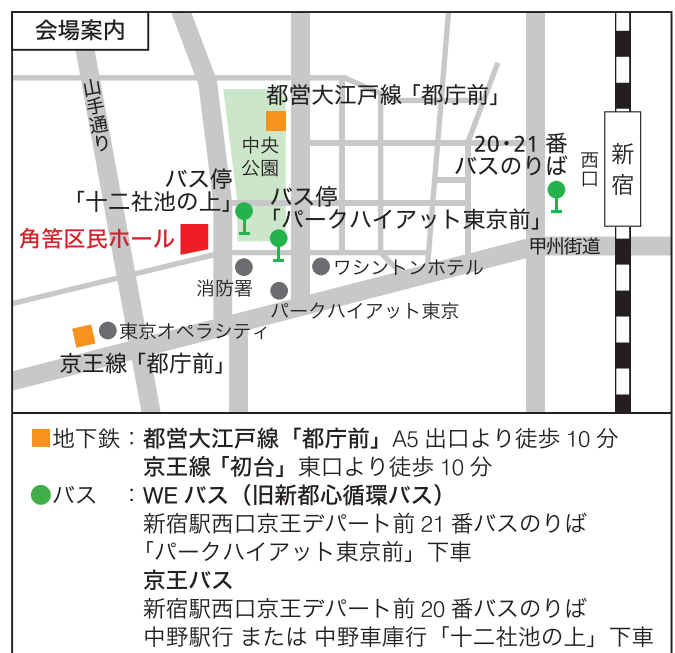 会場案内
山手通り
都営大江戸線「都庁前」
中央
公園
20・21 番
バスのりば
西口
新宿
バス停
「十二社池の上」
バス停
「パークハイアット東京前」
角筈区民ホール
甲州街道
ワシントンホテル
消防署
パークハイアット東京
東京オペラシティ
京王線「都庁前」
地下鉄：都営大江戸線「都庁前」A5 出口より徒歩 10 分
京王線「初台」東口より徒歩 10 分
バス ：WE バス（旧新都心循環バス）
新宿駅西口京王デパート前 21 番バスのりば
「パークハイアット東京前」下車
京王バス
新宿駅西口京王デパート前 20 番バスのりば
中野駅行 または 中野車庫行「十二社池の上」下車